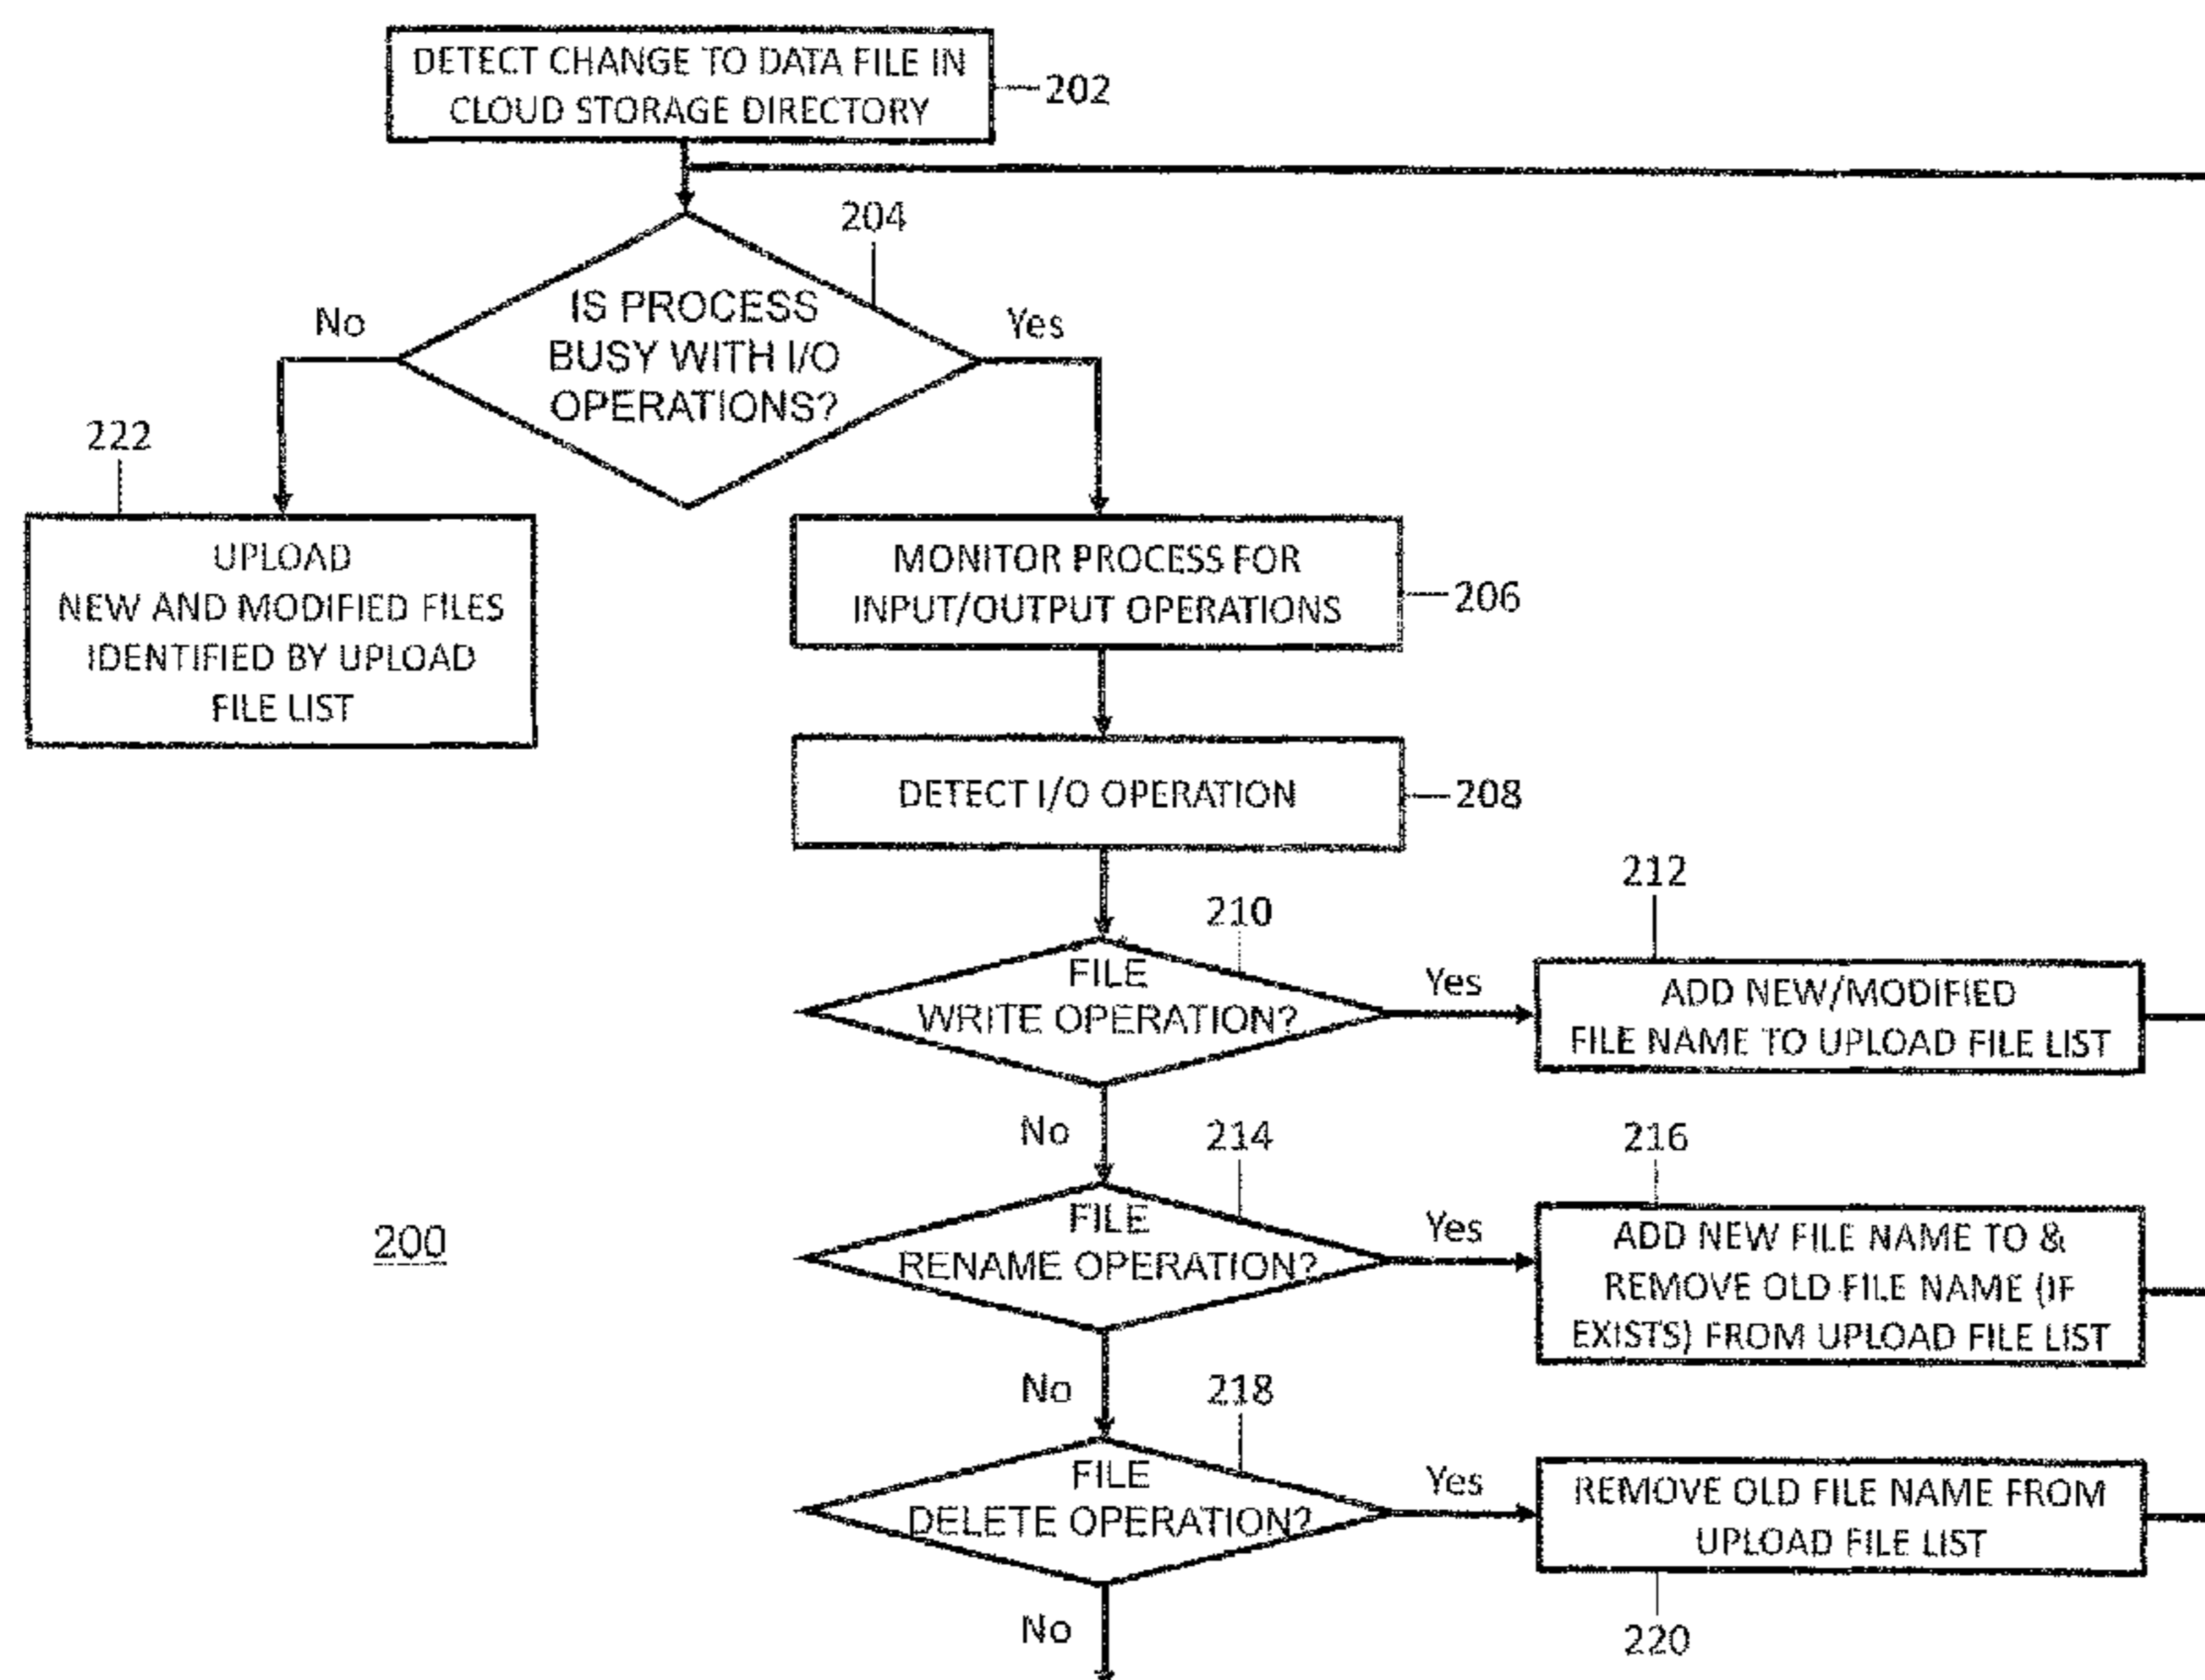 DETECT CHANGE TO DATA FILE IN
CLOUD STORAGE DIRECTORY
202
204
IS PROCESS
BUSY WITH I/O
OPERATIONS?
No
Yes
222
UPLOAD
NEW AND MODIFIED FILES
IDENTIFIED BY UPLOAD
FILE LIST
MONITOR PROCESS FOR
INPUT/OUTPUT OPERATIONS
206
DETECT I/O OPERATION
208
210
FILE
WRITE OPERATION?
Yes
212
ADD NEW/MODIFIED
FILE NAME TO UPLOAD FILE LIST
No
214
FILE
RENAME OPERATION?
Yes
216
ADD NEW FILE NAME TO &
REMOVE OLD FILE NAME (IF
EXISTS) FROM UPLOAD FILE LIST
200
No
218
FILE
DELETE OPERATION?
Yes
REMOVE OLD FILE NAME FROM
UPLOAD FILE LIST
220
No